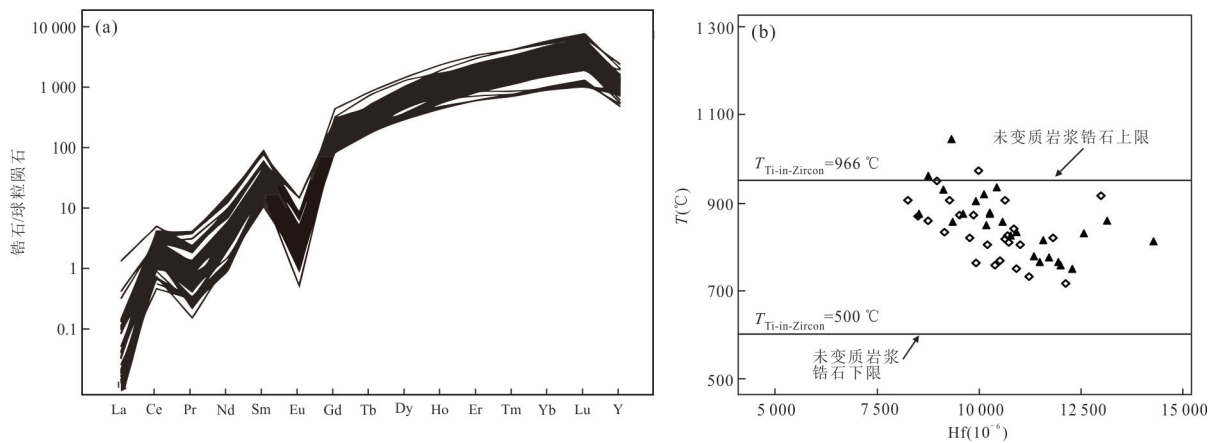 (a)
10 000
1 000
100
10
1
0.1
锆石/球粒陨石
La Ce Pr Nd Sm Eu Gd Tb Dy Ho Er Tm Yb Lu Y
(b)
1 300
1 100
900
700
500
T(℃)
未变质岩浆锆石上限
T Ti-in-Zircon=966 ℃
T Ti-in-Zircon=500 ℃
未变质岩浆
锆石下限
5 000 7 500 10 000 12 500 15 000
Hf(10⁻⁶)